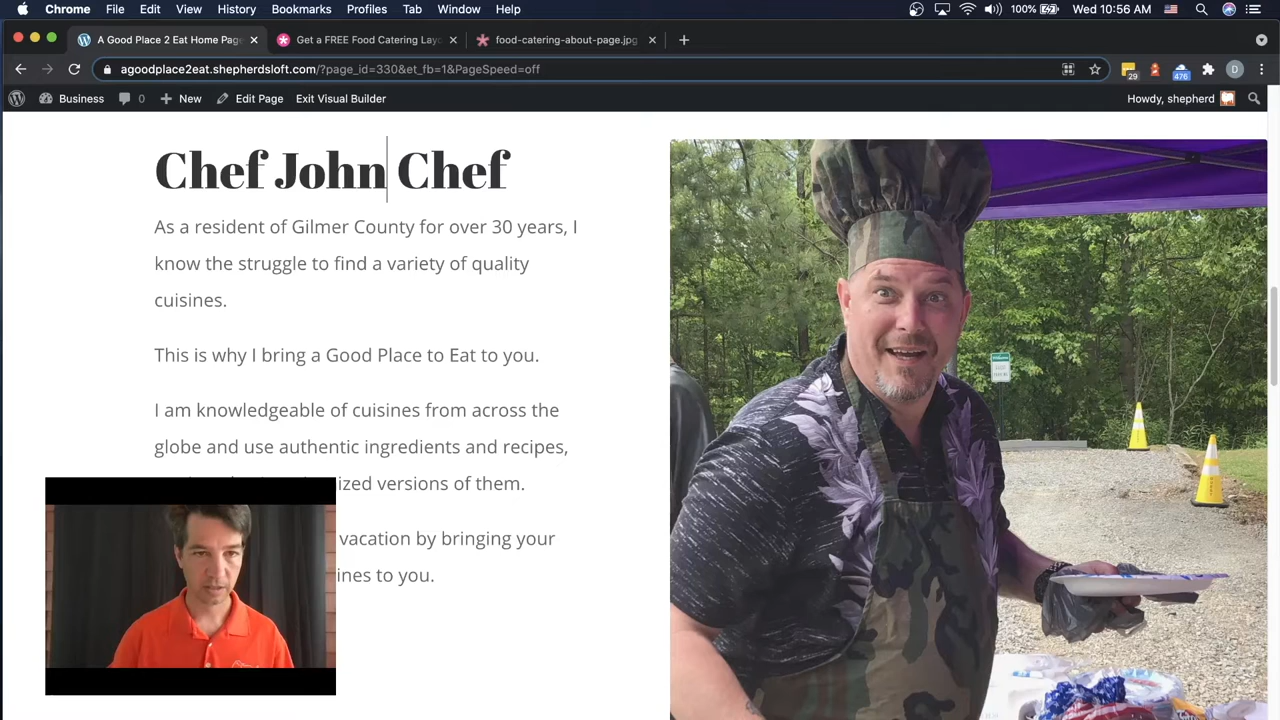 Chrome File Edit View History Bookmarks Profiles Tab Window Help 100% Wed 10:56 AM
A Good Place 2 Eat Home Page Get a FREE Food Catering Layo food-catering-about-page.jpg
agoodplace2eat.shepherdsloft.com/?page_id=330&et_fb=1&PageSpeed=off 29 476 D
Business 0 New Edit Page Exit Visual Builder Howdy, shepherd
Chef John Chef
As a resident of Gilmer County for over 30 years, I
know the struggle to find a variety of quality
cuisines.
This is why I bring a Good Place to Eat to you.
I am knowledgeable of cuisines from across the
globe and use authentic ingredients and recipes,
ized versions of them.
vacation by bringing your
ines to you.